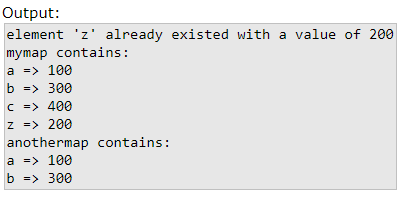 Output:
element 'z' already existed with a value of 200
mymap contains:
a => 100
b => 300
c => 400
z => 200
anothermap contains:
a => 100
b => 300